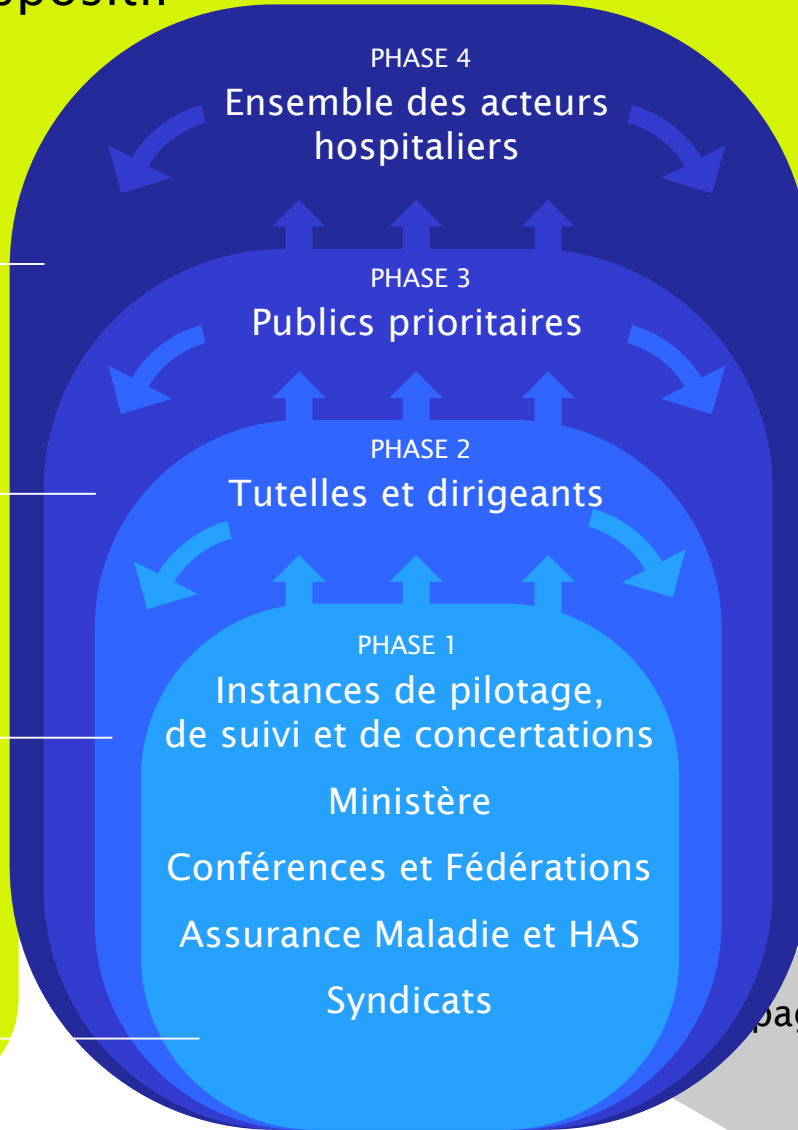 PHASE 4
Ensemble des acteurs
hospitaliers
PHASE 3
Publics prioritaires
PHASE 2
Tutelles et dirigeants
PHASE 1
Instances de pilotage,
de suivi et de concertations
Ministère
Conférences et Fédérations
Assurance Maladie et HAS
Syndicats